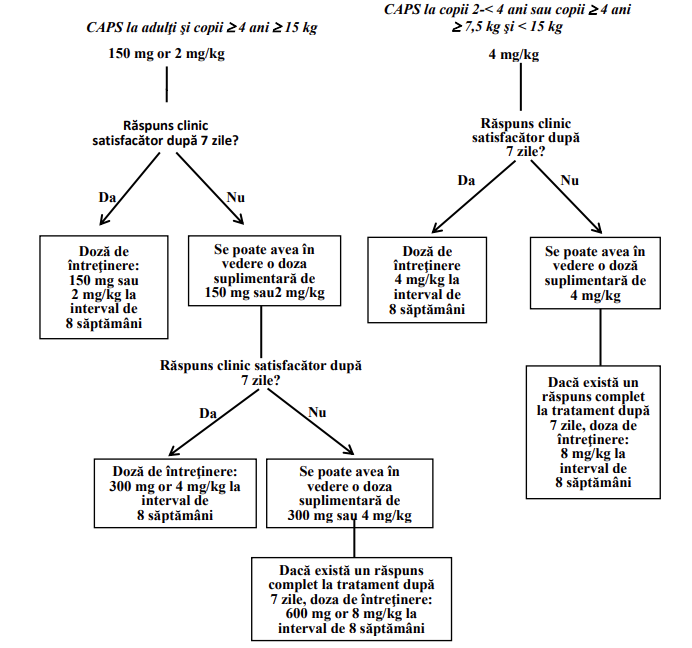 CAPS la adulţi şi copii ≥ 4 ani ≥ 15 kg
150 mg or 2 mg/kg
Răspuns clinic
satisfacător după 7 zile?
Da
Nu
Doză de
întreţinere:
150 mg sau
2 mg/kg la
interval de
8 săptămâni
Se poate avea în
vedere o doza
suplimentară de
150 mg sau2 mg/kg
Răspuns clinic satisfacător după
7 zile?
Da
Nu
Doză de întreţinere:
300 mg or 4 mg/kg la
interval de
8 săptămâni
Se poate avea în
vedere o doza
suplimentară de
300 mg sau 4 mg/kg
Dacă există un răspuns
complet la tratament după
7 zile, doza de întreţinere:
600 mg or 8 mg/kg la
interval de 8 săptămâni
CAPS la copii 2-< 4 ani sau copii ≥ 4 ani
≥ 7,5 kg şi < 15 kg
4 mg/kg
Răspuns clinic
satisfacător după
7 zile?
Da
Nu
Doză de
întreţinere
4 mg/kg la
interval de
8 săptămâni
Se poate avea în
vedere o doză
suplimentară de
4 mg/kg
Dacă există un
răspuns complet
la tratament după
7 zile, doza de
întreţinere:
8 mg/kg la
interval de
8 săptămâni